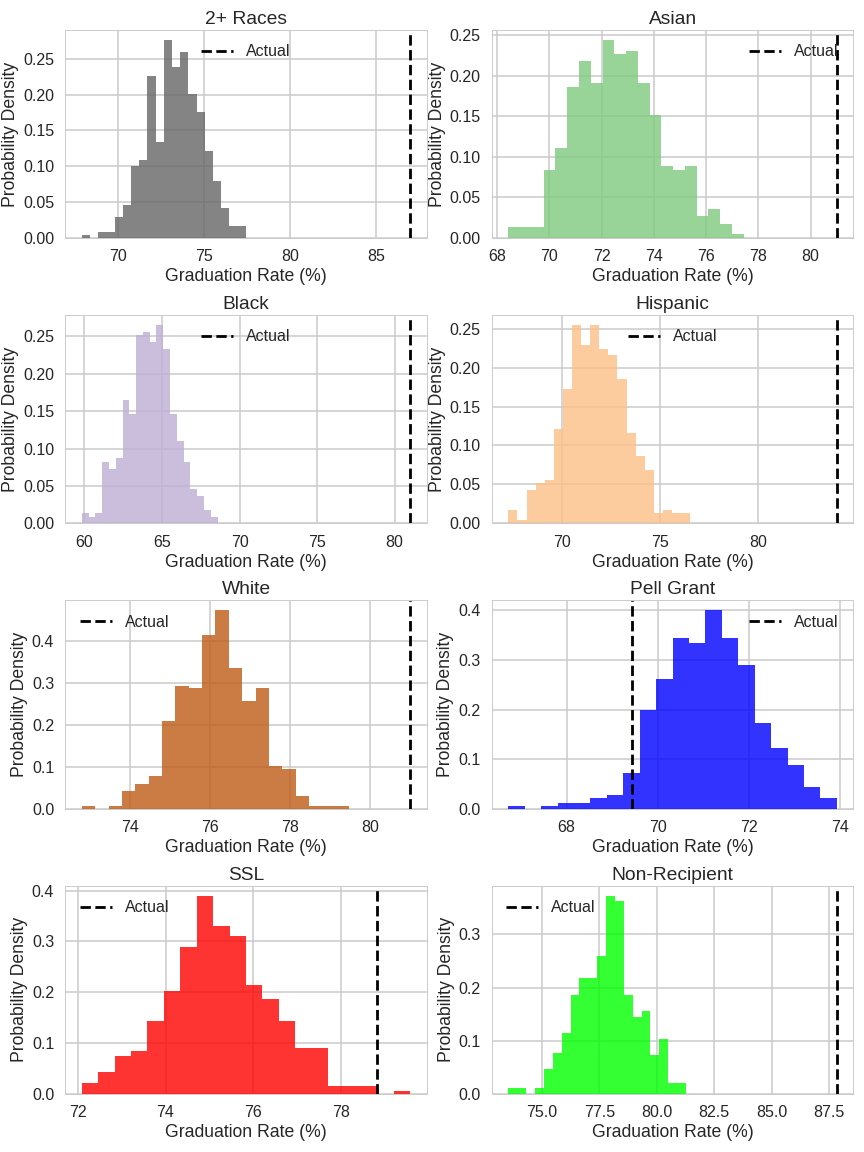 2+ Races
Asian
Probability Density
0.25
0.20
0.15
0.10
0.05
0.00
Actual
70
75
80
85
Graduation Rate (%)
Probability Density
0.25
0.20
0.15
0.10
0.05
0.00
Actual
68
70
72
74
76
78
80
Graduation Rate (%)
Black
Hispanic
Probability Density
0.25
0.20
0.15
0.10
0.05
0.00
Actual
60
65
70
75
80
Graduation Rate (%)
Probability Density
0.25
0.20
0.15
0.10
0.05
0.00
Actual
70
75
80
Graduation Rate (%)
White
Pell Grant
Probability Density
0.4
0.3
0.2
0.1
0.0
Actual
74
76
78
80
Graduation Rate (%)
Probability Density
0.4
0.3
0.2
0.1
0.0
Actual
68
70
72
74
Graduation Rate (%)
SSL
Non-Recipient
Probability Density
0.4
0.3
0.2
0.1
0.0
Actual
72
74
76
78
Graduation Rate (%)
Probability Density
0.3
0.2
0.1
0.0
Actual
75.0
77.5
80.0
82.5
85.0
87.5
Graduation Rate (%)